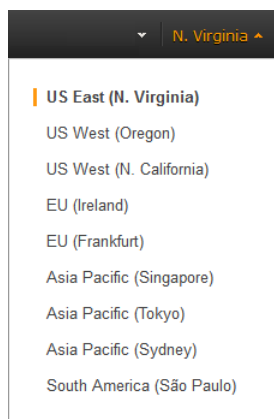 N. Virginia
US East (N. Virginia)
US West (Oregon)
US West (N. California)
EU (Ireland)
EU (Frankfurt)
Asia Pacific (Singapore)
Asia Pacific (Tokyo)
Asia Pacific (Sydney)
South America (São Paulo)